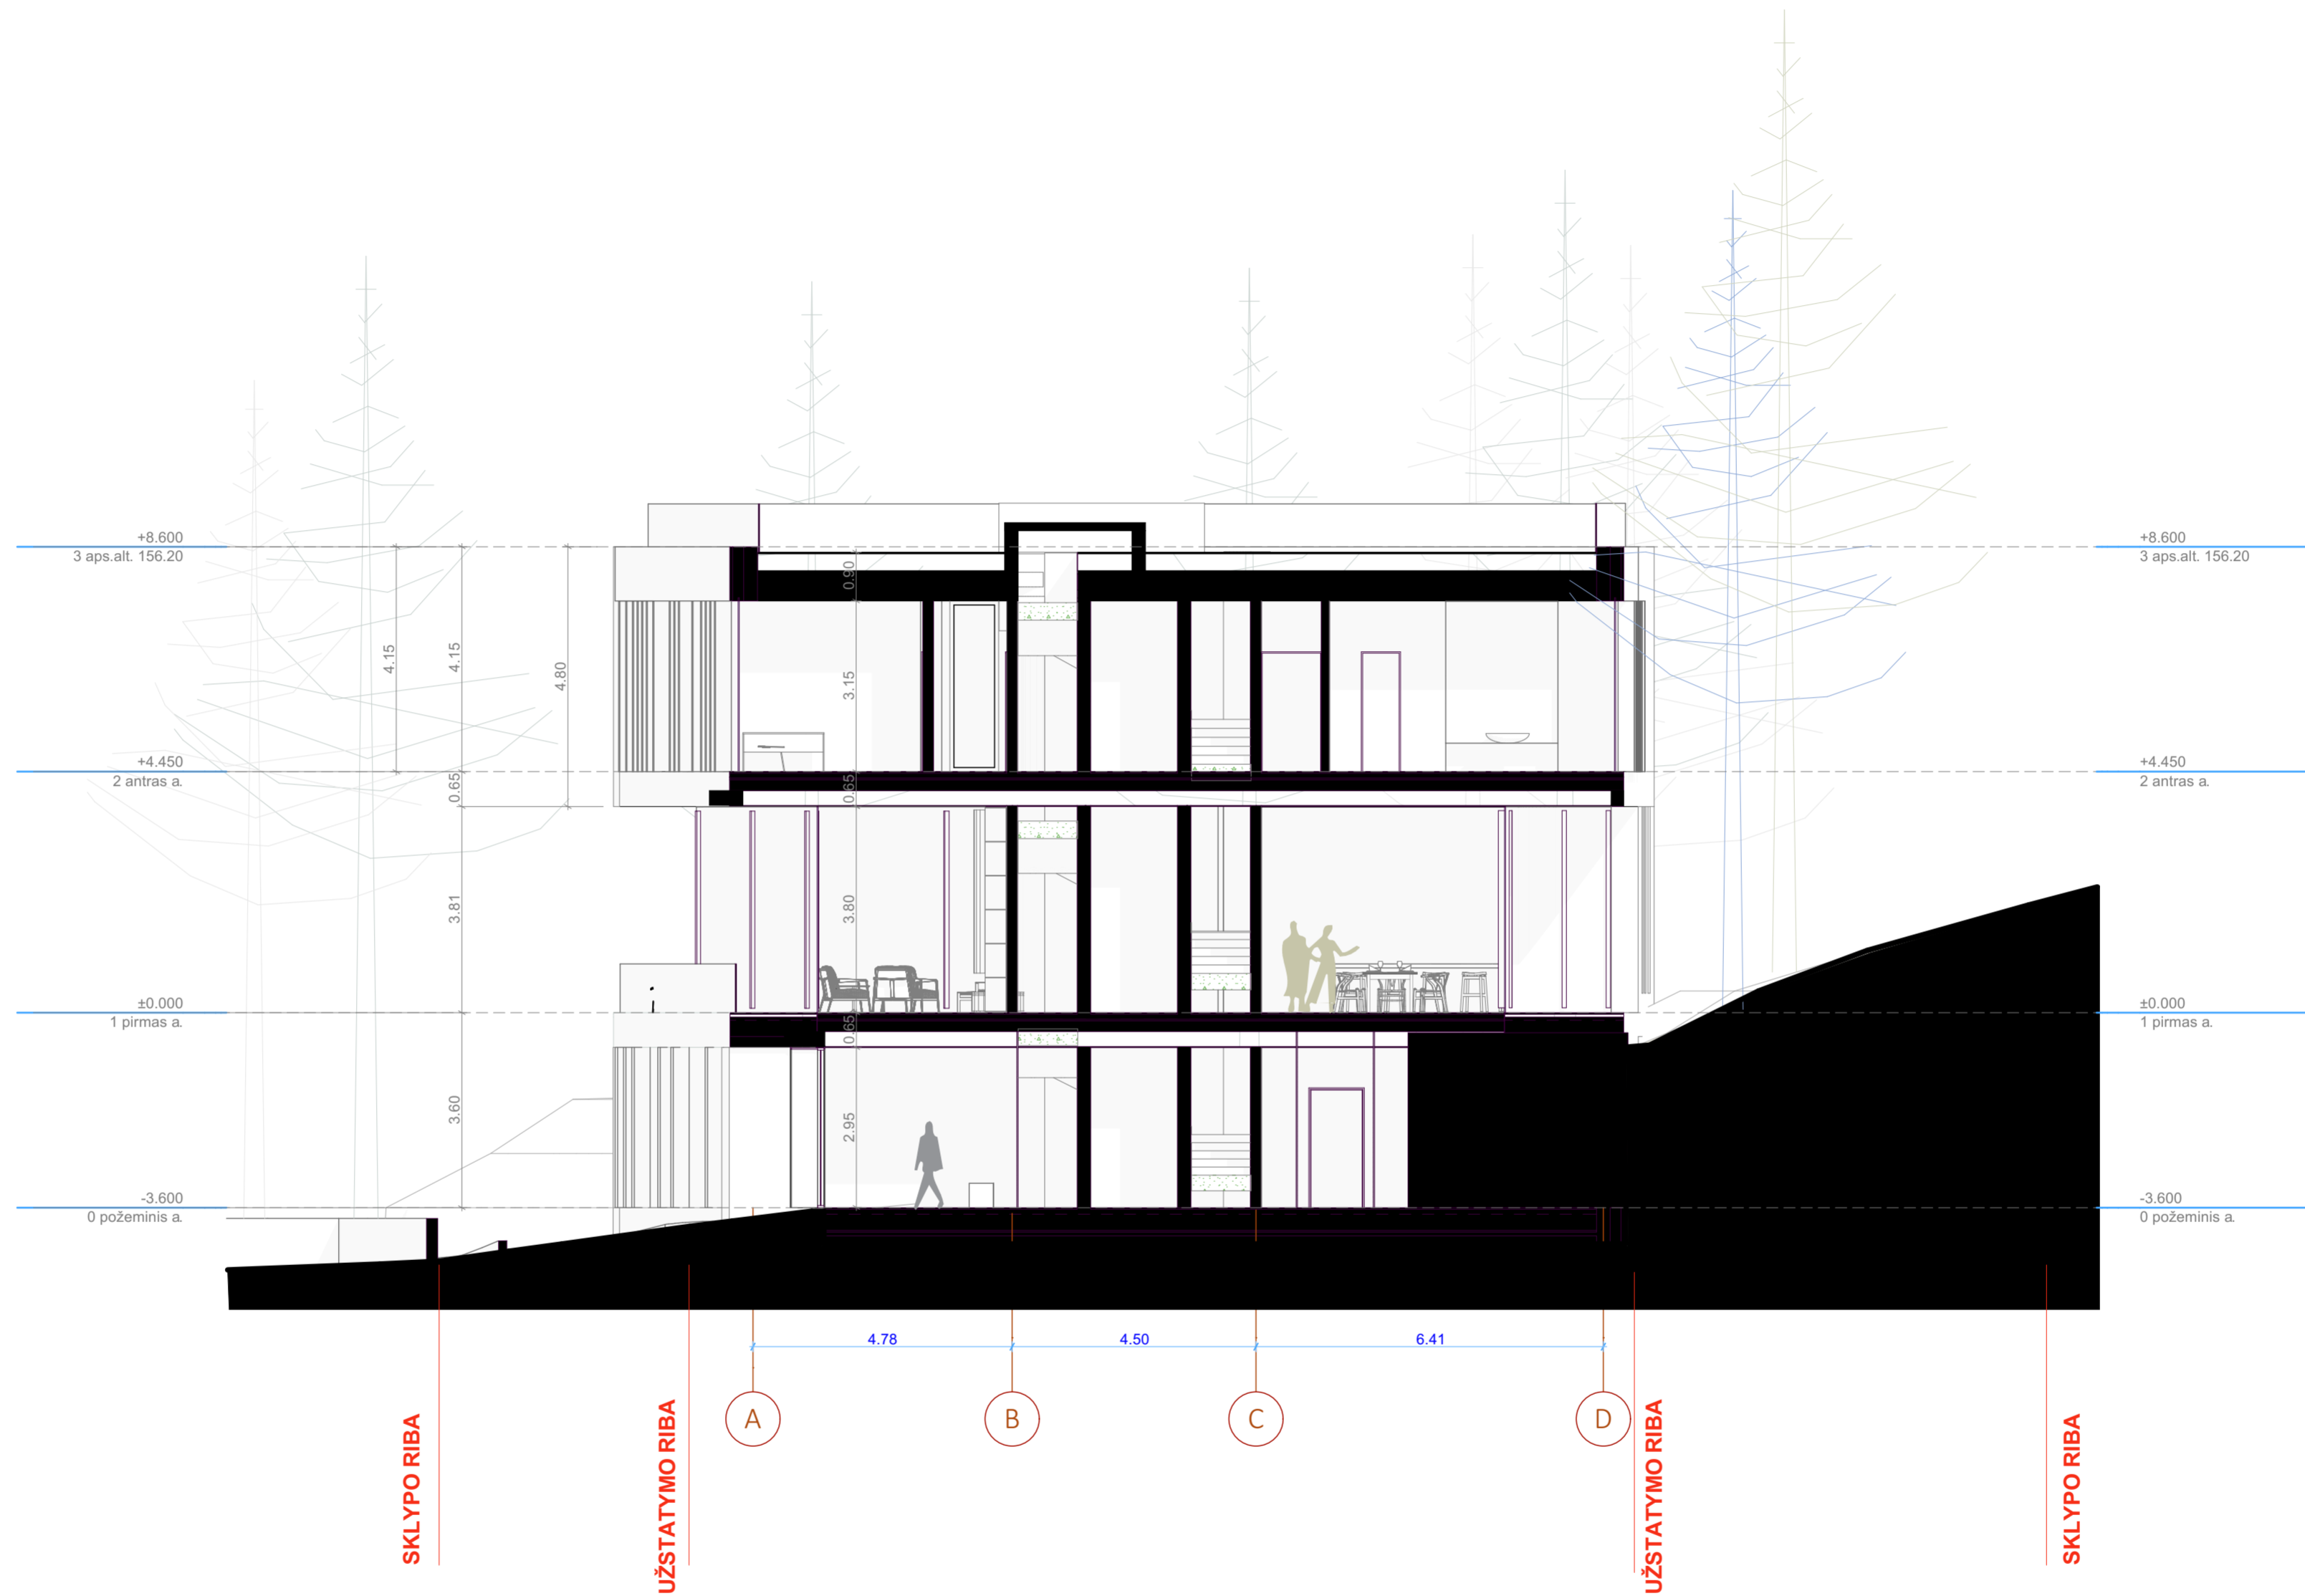 +8.600
3 aps.alt. 156.20
+8.600
3 aps.alt. 156.20
0.90
4.15
4.15
4.80
3.15
+4.450
2 antras a.
+4.450
2 antras a.
0.65
0.65
3.81
3.80
±0.000
1 pirmas a.
±0.000
1 pirmas a.
0.65
3.60
2.95
-3.600
0 požeminis a.
-3.600
0 požeminis a.
4.78
4.50
6.41
A
B
C
D
SKLYPO RIBA
UŽSTATYMO RIBA
UŽSTATYMO RIBA
SKLYPO RIBA